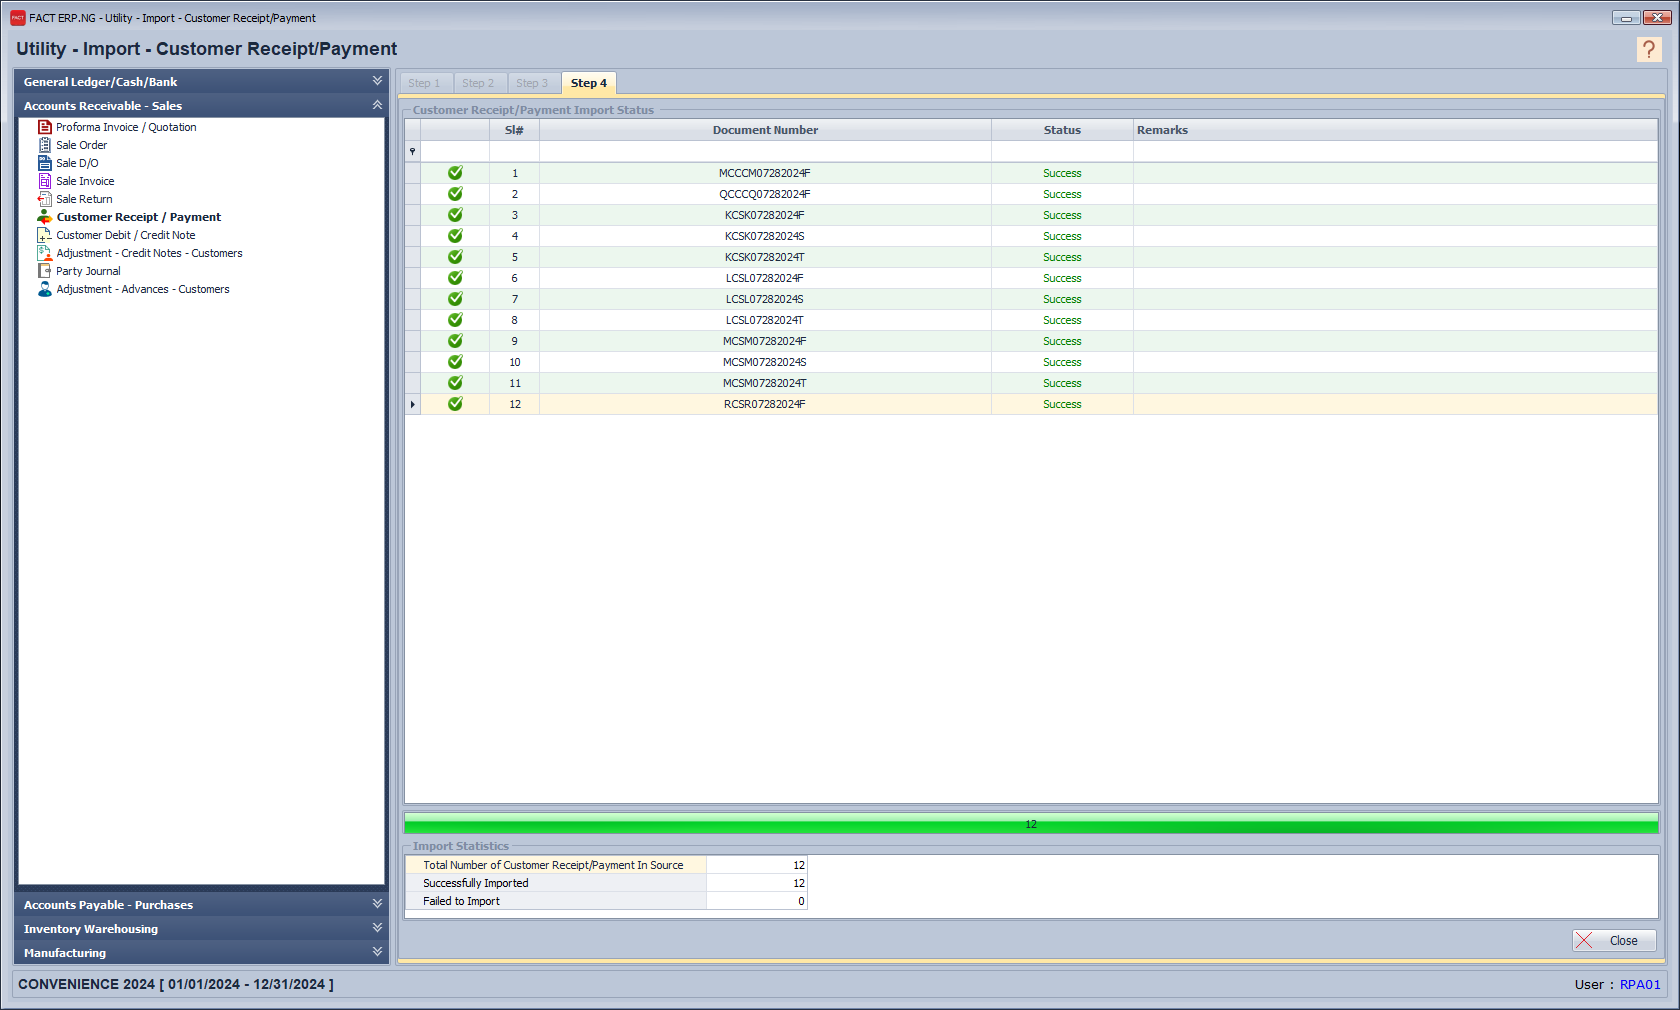 FACT ERP.NG - Utility - Import - Customer Receipt/Payment
Utility - Import - Customer Receipt/Payment
?
General Ledger/Cash/Bank
Accounts Receivable - Sales
Proforma Invoice / Quotation
Sale Order
Sale D/O
Sale Invoice
Sale Return
Customer Receipt / Payment
Customer Debit / Credit Note
Adjustment - Credit Notes - Customers
Party Journal
Adjustment - Advances - Customers
Accounts Payable - Purchases
Inventory Warehousing
Manufacturing
Step 1 Step 2 Step 3 Step 4
Customer Receipt/Payment Import Status
Sl# Document Number Status Remarks
1 MCCCM07282024F Success
2 QCCCQ07282024F Success
3 KCSK07282024F Success
4 KCSK07282024S Success
5 KCSK07282024T Success
6 LCSL07282024F Success
7 LCSL07282024S Success
8 LCSL07282024T Success
9 MCSM07282024F Success
10 MCSM07282024S Success
11 MCSM07282024T Success
12 RCSR07282024F Success
12
Import Statistics
Total Number of Customer Receipt/Payment In Source 12
Successfully Imported 12
Failed to Import 0
Close
CONVENIENCE 2024 [ 01/01/2024 - 12/31/2024 ]
User : RPA01